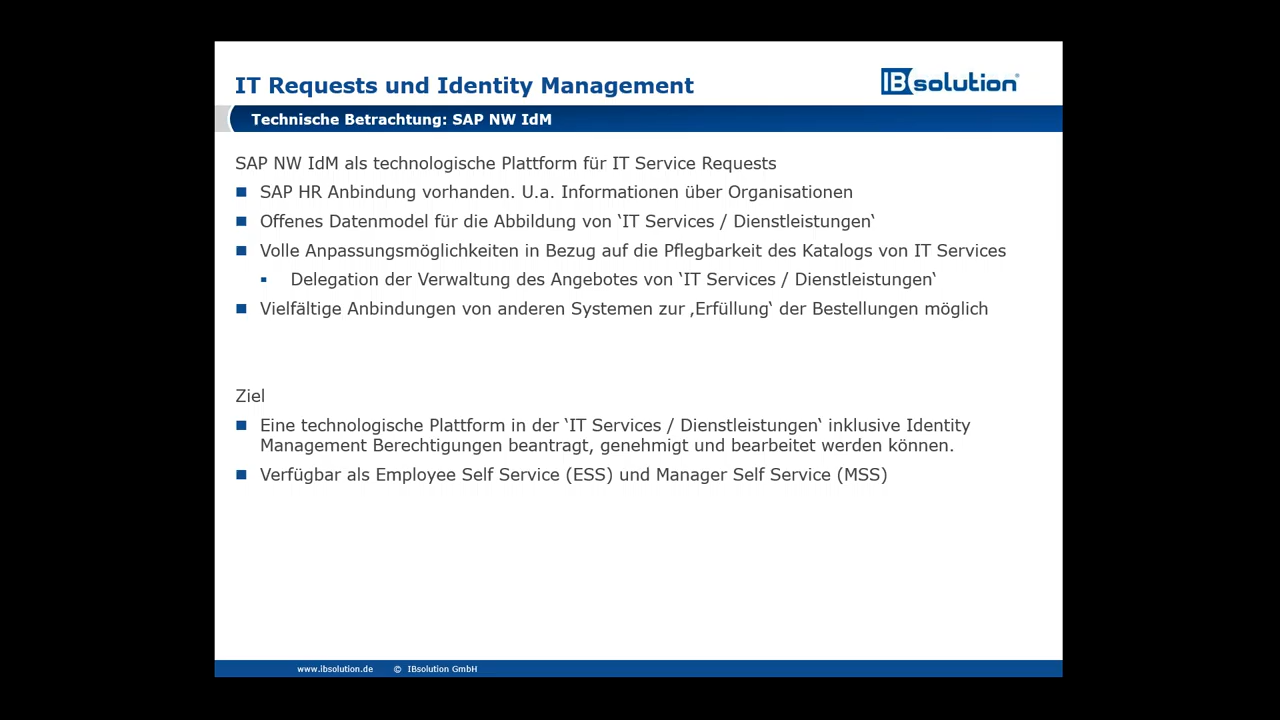 IT Requests und Identity Management
IBsolution®
Technische Betrachtung: SAP NW IdM
SAP NW IdM als technologische Plattform für IT Service Requests
SAP HR Anbindung vorhanden. U.a. Informationen über Organisationen
Offenes Datenmodel für die Abbildung von ‛IT Services / Dienstleistungen‛
Volle Anpassungsmöglichkeiten in Bezug auf die Pflegbarkeit des Katalogs von IT Services
Delegation der Verwaltung des Angebotes von ‛IT Services / Dienstleistungen‛
Vielfältige Anbindungen von anderen Systemen zur ‚Erfüllung‛ der Bestellungen möglich
Ziel
Eine technologische Plattform in der ‛IT Services / Dienstleistungen‛ inklusive Identity
Management Berechtigungen beantragt, genehmigt und bearbeitet werden können.
Verfügbar als Employee Self Service (ESS) und Manager Self Service (MSS)
www.ibsolution.de © IBsolution GmbH